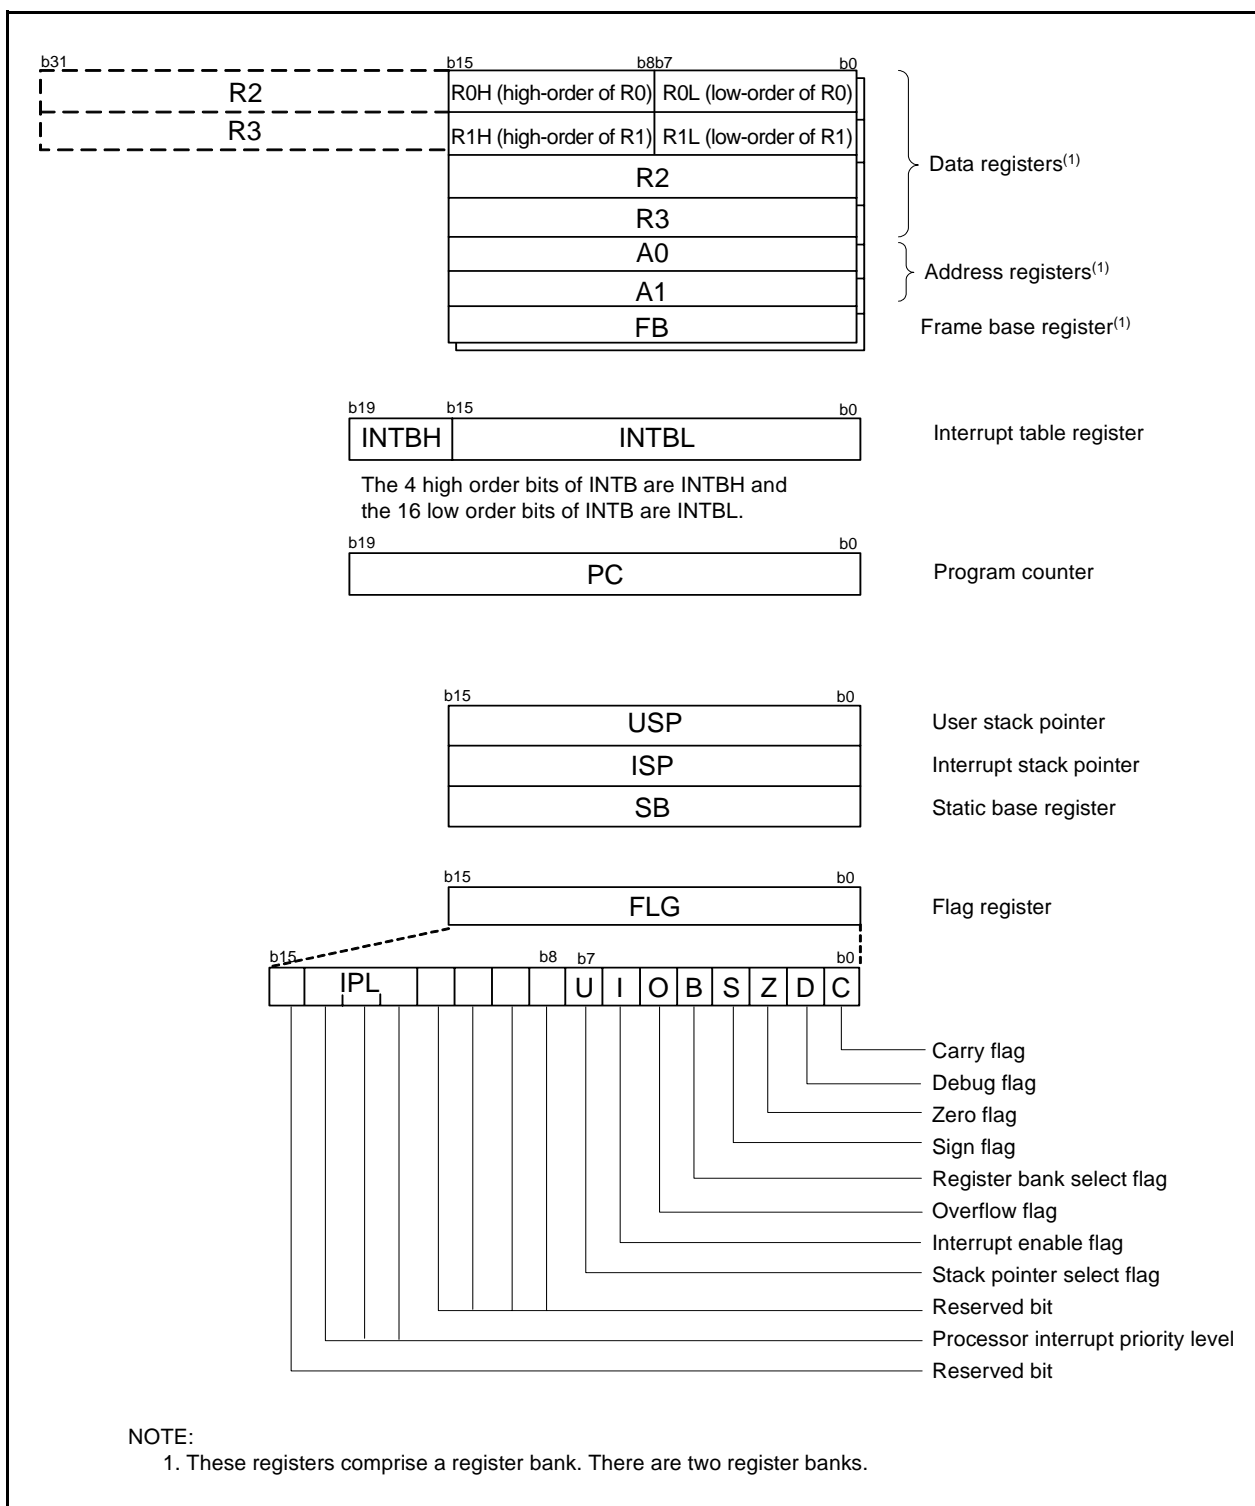 b31 b15 b8b7 b0
R2 R0H (high-order of R0) R0L (low-order of R0)
R3 R1H (high-order of R1) R1L (low-order of R1)
Data registers(1)
R2
R3
A0
Address registers(1)
A1
FB Frame base register(1)
b19 b15 b0
INTBH INTBL Interrupt table register
The 4 high order bits of INTB are INTBH and
the 16 low order bits of INTB are INTBL.
b19 b0
PC Program counter
b15 b0
USP User stack pointer
ISP Interrupt stack pointer
SB Static base register
b15 b0
FLG Flag register
b15 b8 b7 b0
IPL U I O B S Z D C
Carry flag
Debug flag
Zero flag
Sign flag
Register bank select flag
Overflow flag
Interrupt enable flag
Stack pointer select flag
Reserved bit
Processor interrupt priority level
Reserved bit
NOTE:
1. These registers comprise a register bank. There are two register banks.